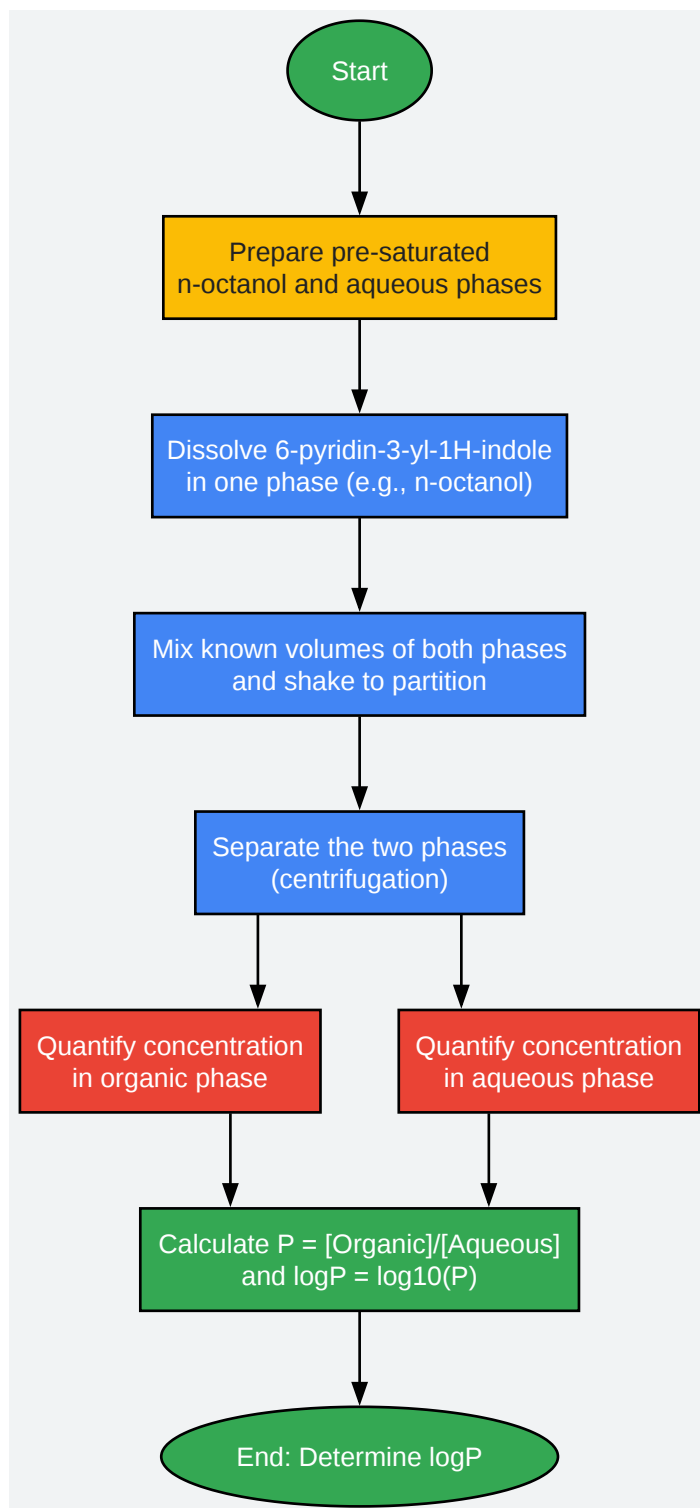 Start
Prepare pre-saturated
n-octanol and aqueous phases
Dissolve 6-pyridin-3-yl-1H-indole
in one phase (e.g., n-octanol)
Mix known volumes of both phases
and shake to partition
Separate the two phases
(centrifugation)
Quantify concentration
in organic phase
Quantify concentration
in aqueous phase
Calculate P = [Organic]/[Aqueous]
and logP = log10(P)
End: Determine logP